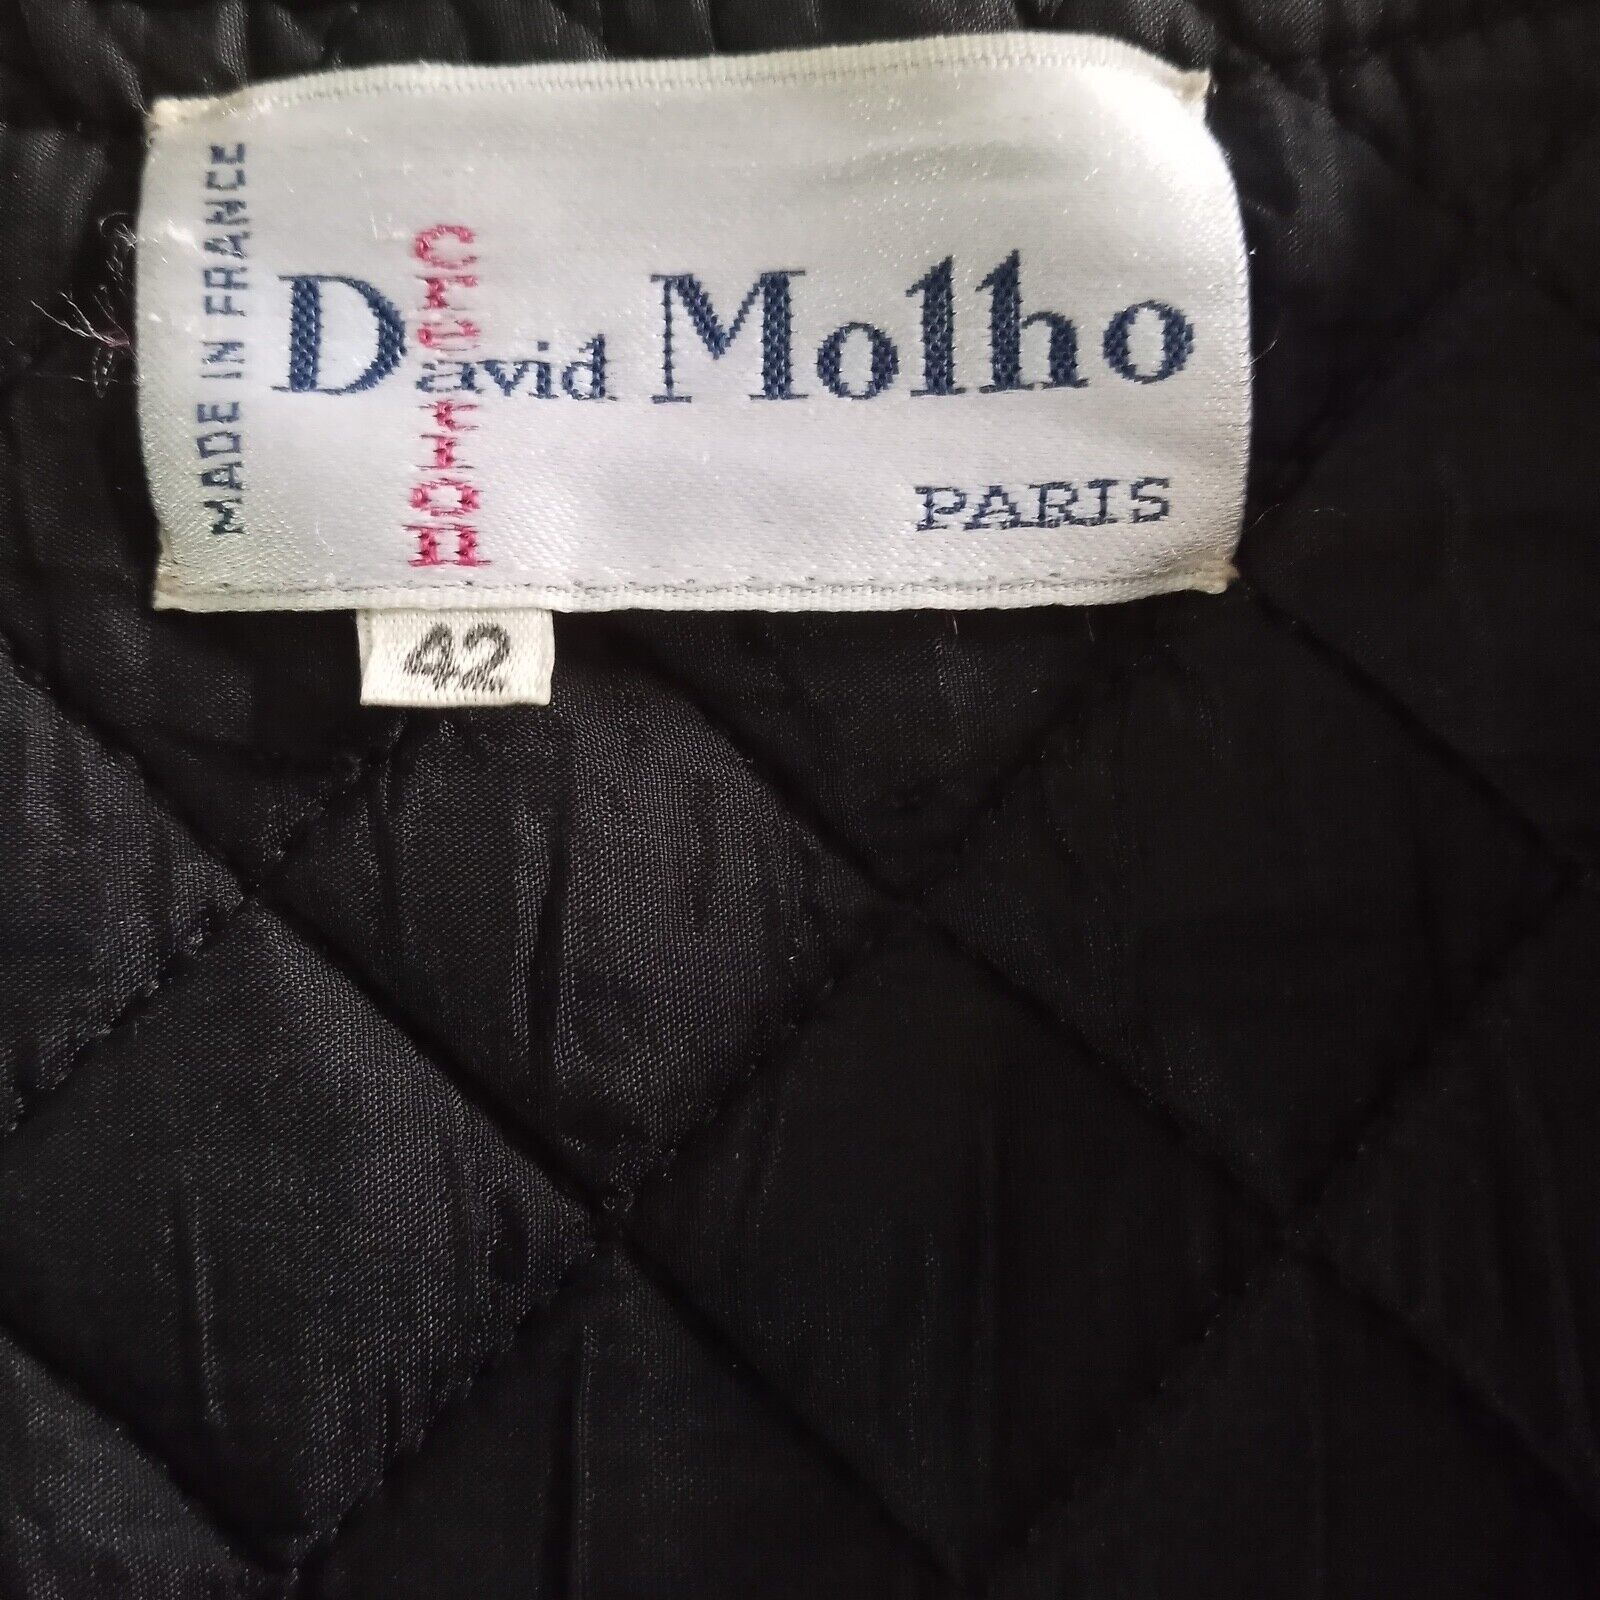 MADE IN FRANCE
CREATION
David Molho
PARIS
42